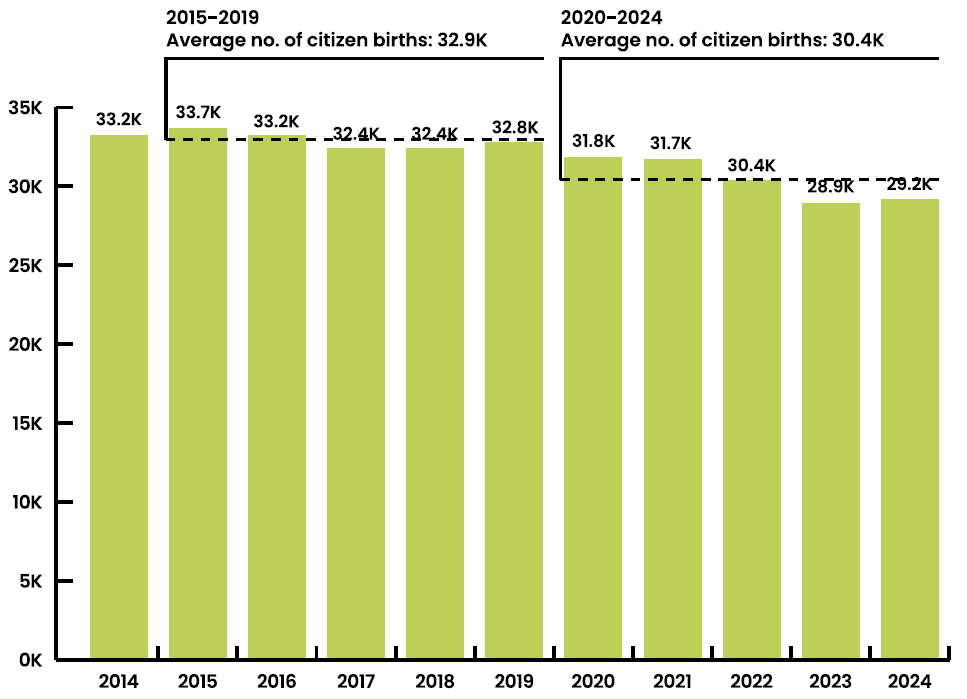 2015–2019
Average no. of citizen births: 32.9K
2020–2024
Average no. of citizen births: 30.4K
35K
30K
25K
20K
15K
10K
5K
0K
33.2K
33.7K
33.2K
32.4K
32.4K
32.8K
31.8K
31.7K
30.4K
28.9K
29.2K
2014
2015
2016
2017
2018
2019
2020
2021
2022
2023
2024